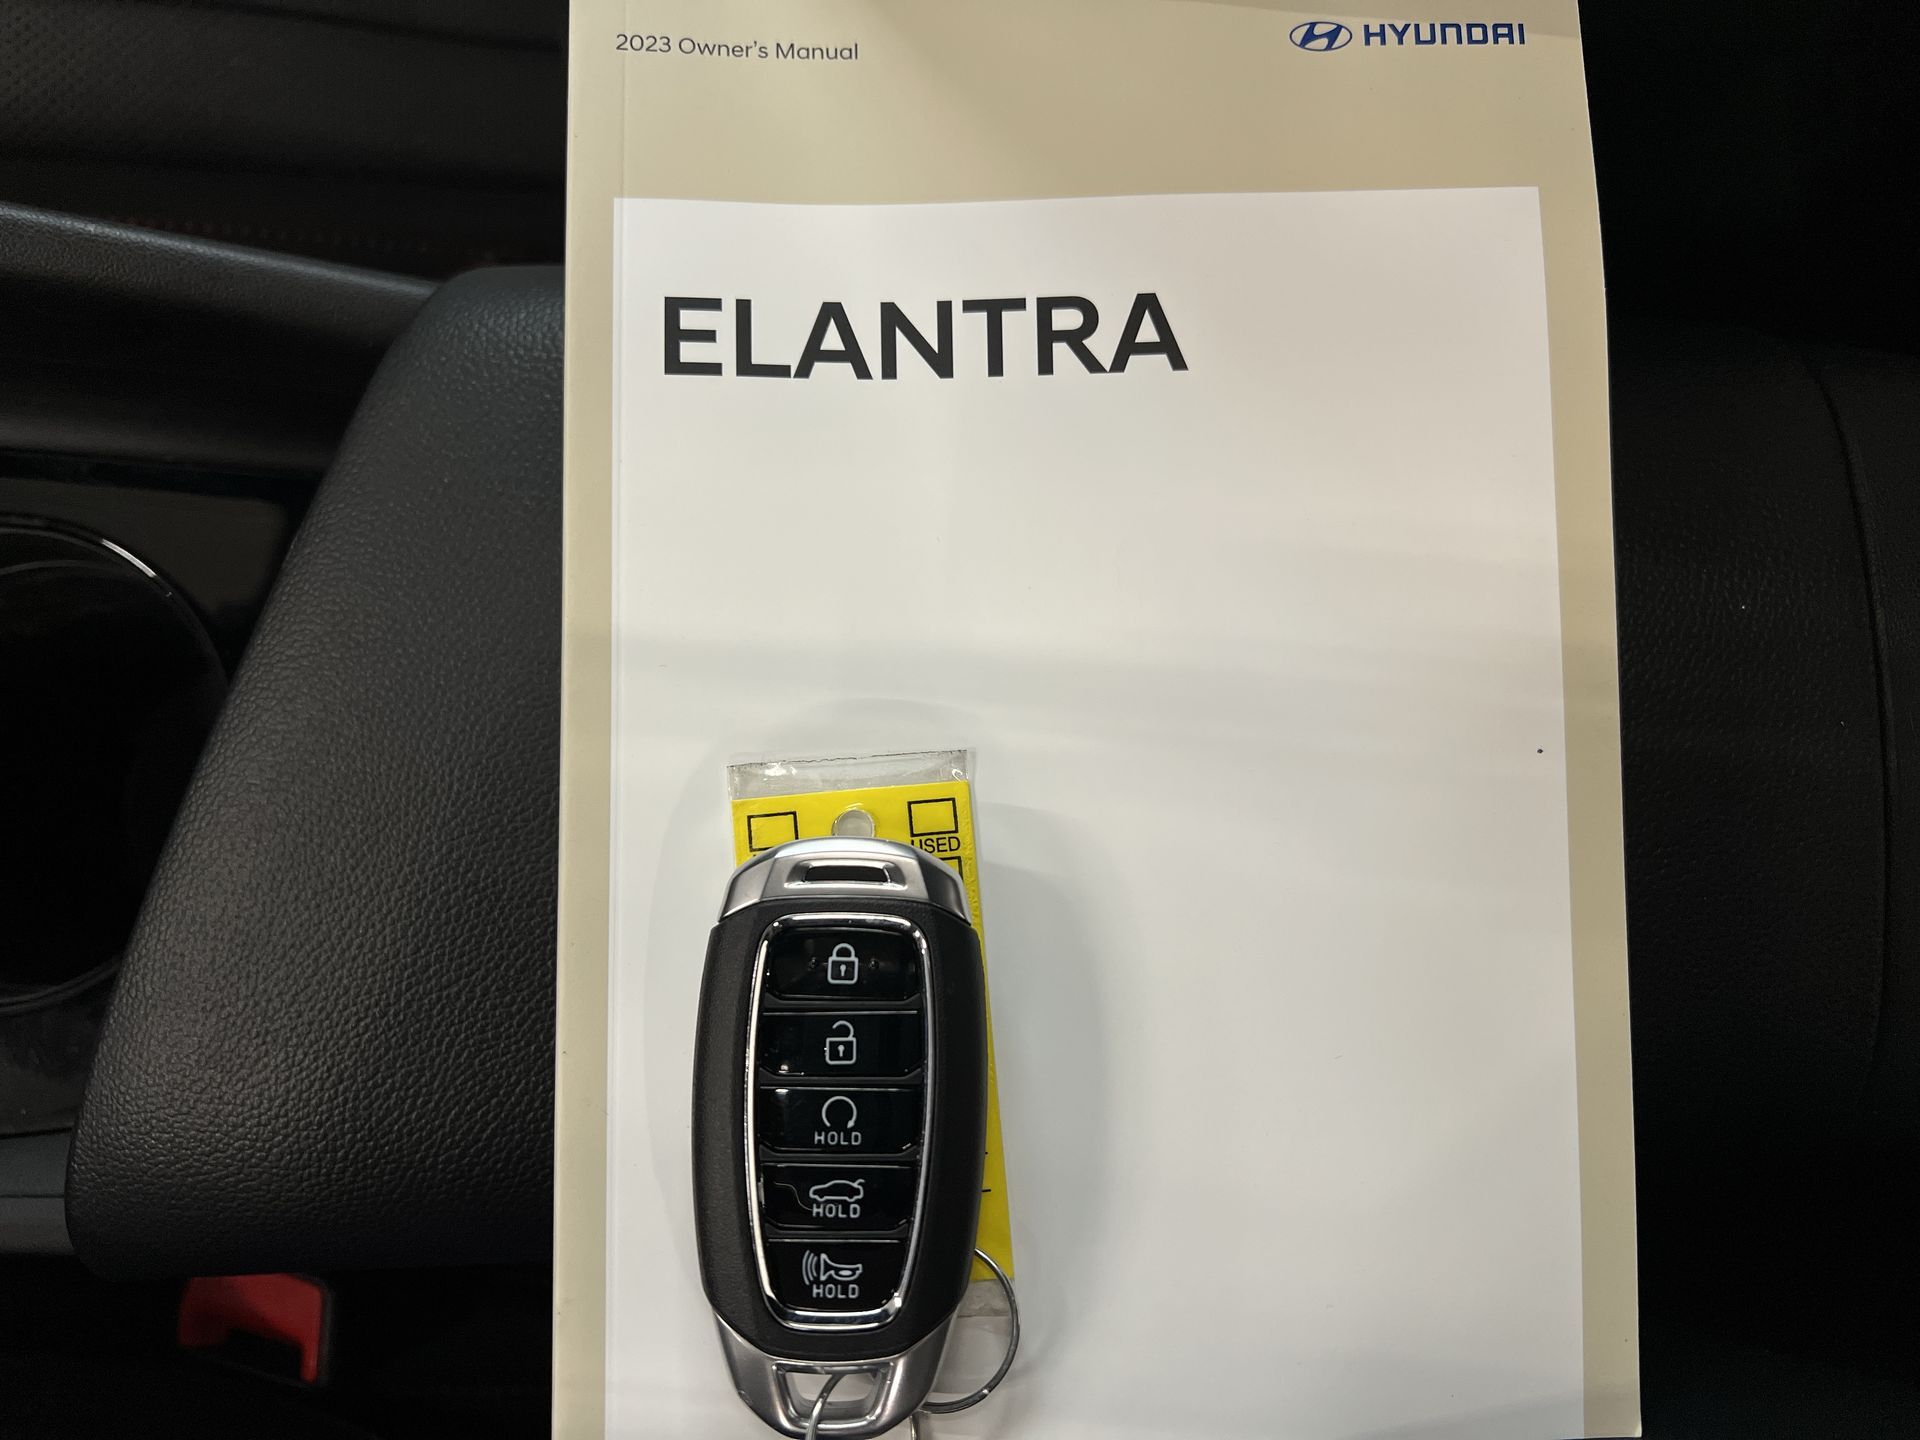 2023 Owner's Manual
HYUNDAI
ELANTRA
USED
HOLD
HOLD
HOLD